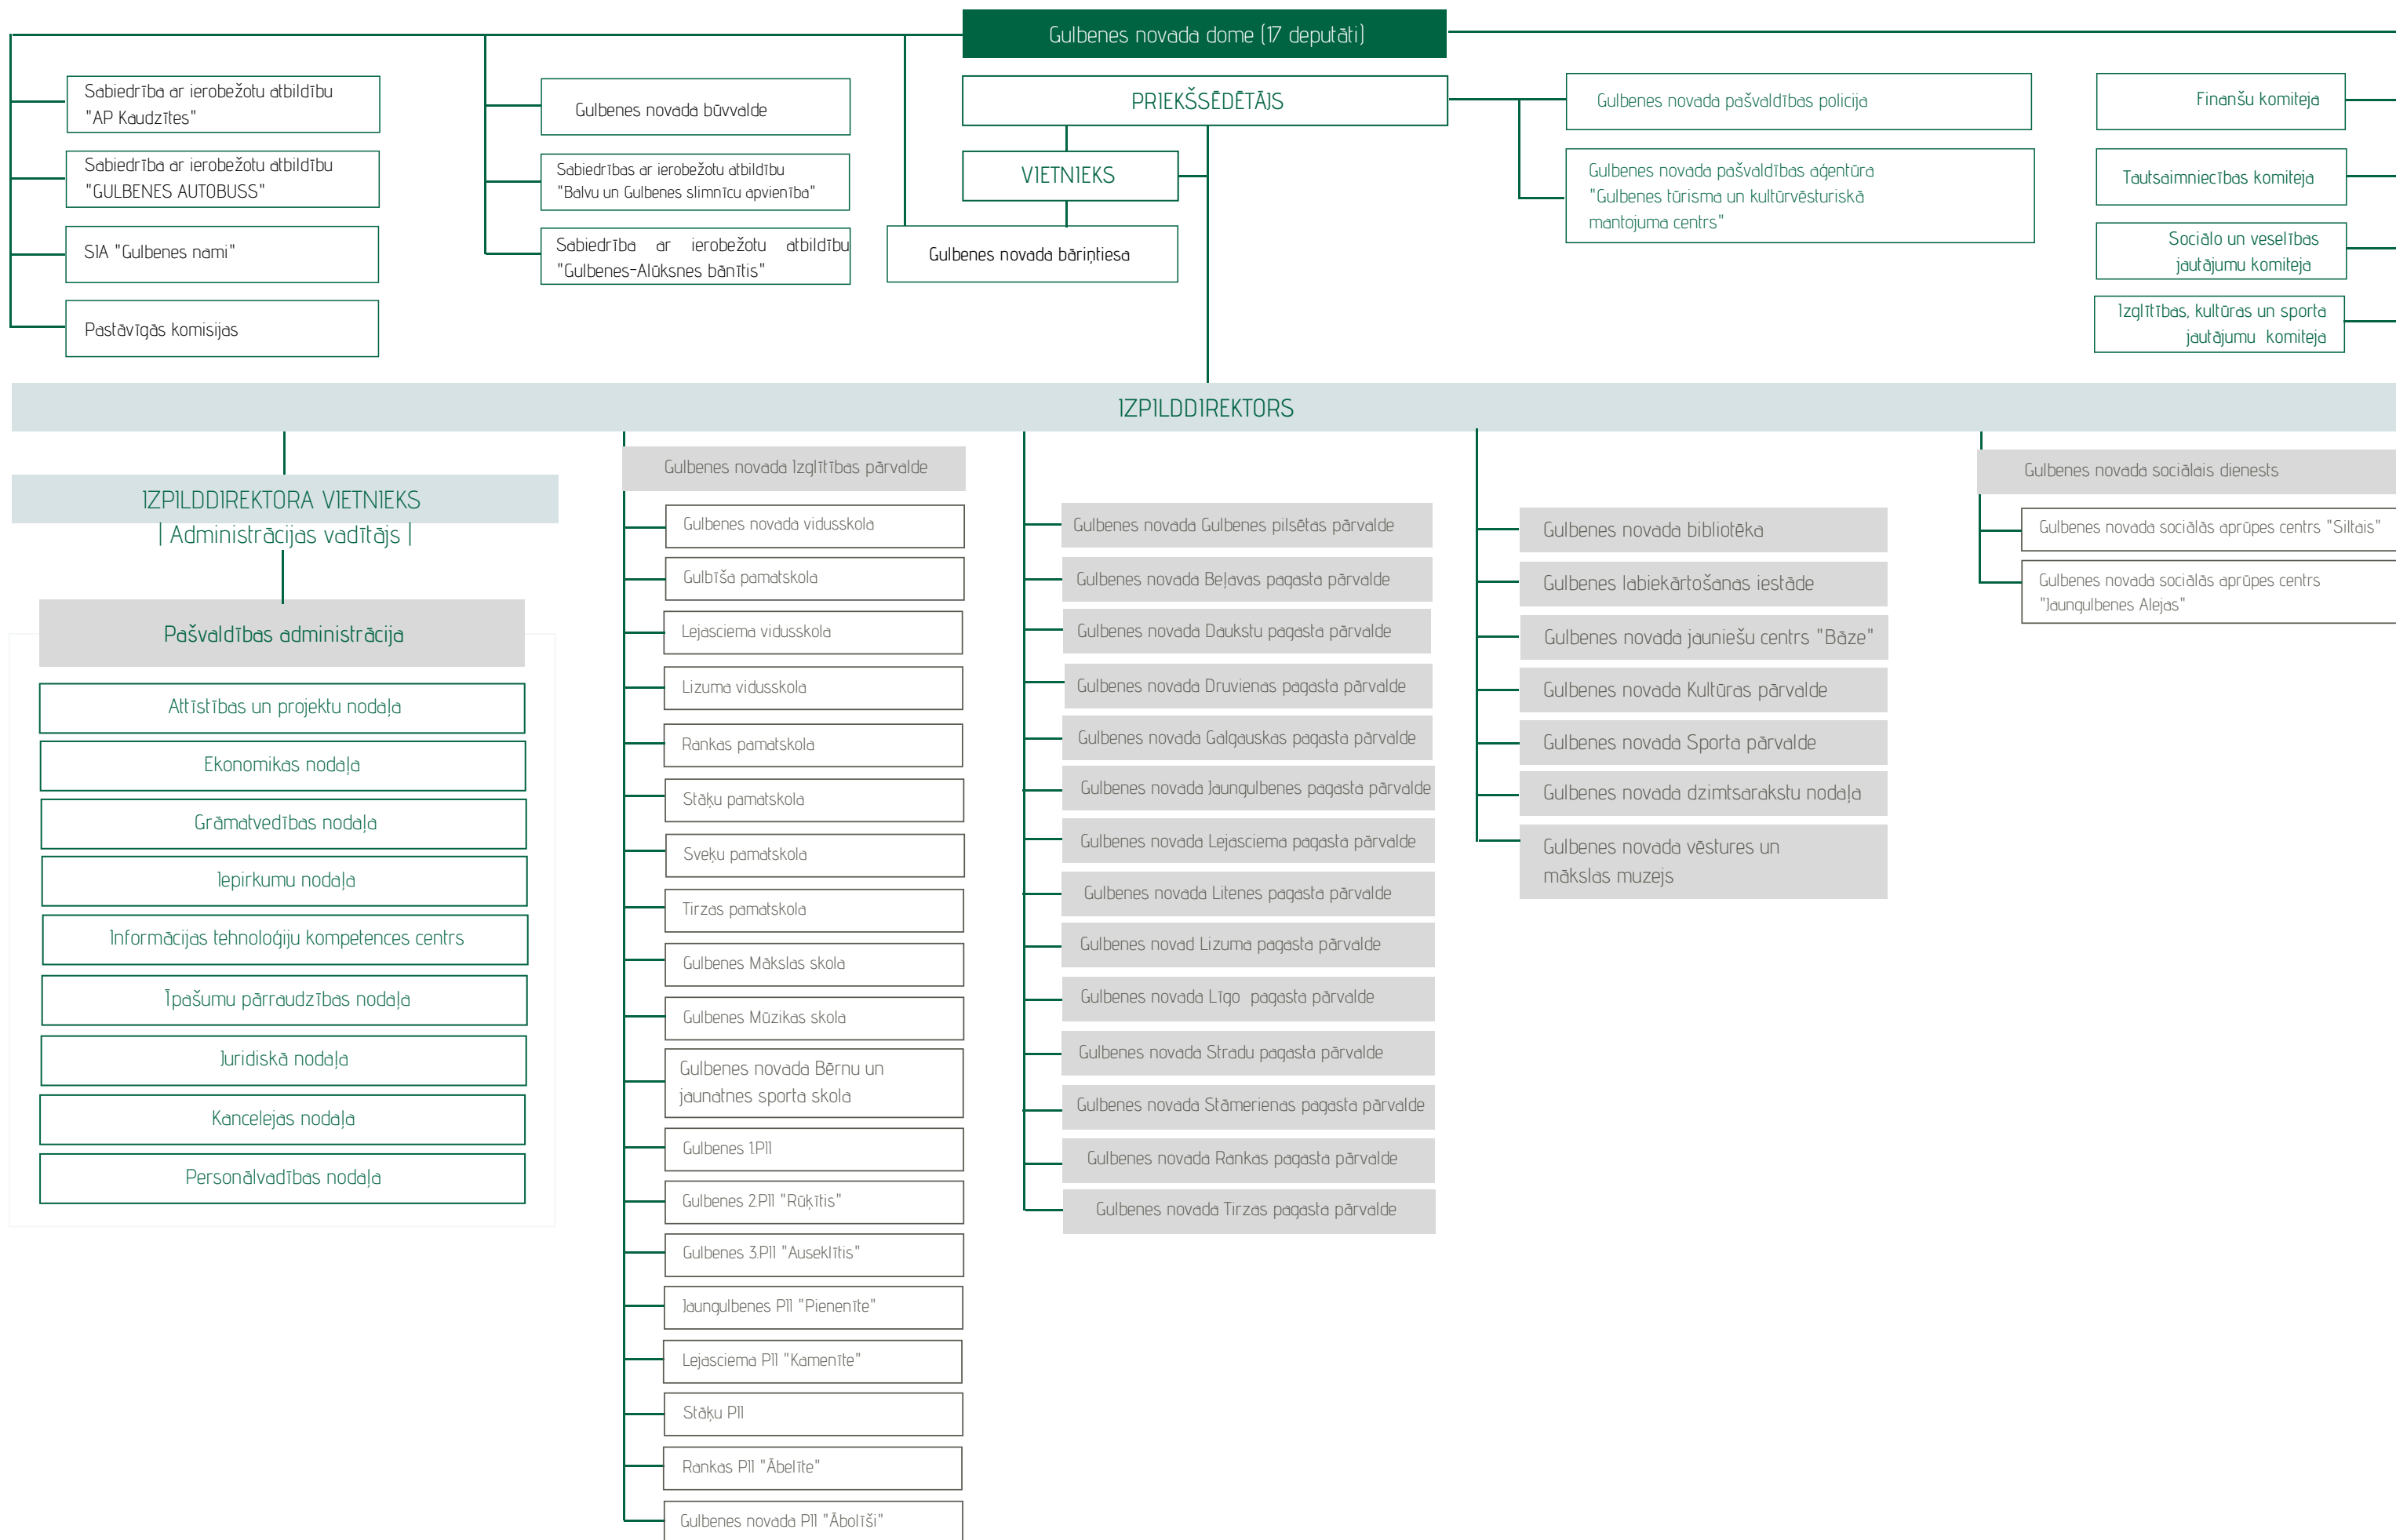 Gulbenes novada dome (17 deputāti)
Sabiedrība ar ierobežotu atbildību
"AP Kaudzītes"
Sabiedrība ar ierobežotu atbildību
"GULBENES AUTOBUSS"
SIA "Gulbenes nami"
Pastāvīgās komisijas
Gulbenes novada būvvalde
Sabiedrības ar ierobežotu atbildību
"Balvu un Gulbenes slimnīcu apvienība"
Sabiedrība ar ierobežotu atbildību
"Gulbenes-Alūksnes bānītis"
PRIEKŠSĒDĒTĀJS
VIETNIEKS
Gulbenes novada bāriņtiesa
Gulbenes novada pašvaldības policija
Gulbenes novada pašvaldības aģentūra
"Gulbenes tūrisma un kultūrvēsturiskā
mantojuma centrs"
Finanšu komiteja
Tautsaimniecības komiteja
Sociālo un veselības
jautājumu komiteja
Izglītības, kultūras un sporta
jautājumu komiteja
IZPILDDIREKTORS
IZPILDDIREKTORA VIETNIEKS
| Administrācijas vadītājs |
Pašvaldības administrācija
Attīstības un projektu nodaļa
Ekonomikas nodaļa
Grāmatvedības nodaļa
Iepirkumu nodaļa
Informācijas tehnoloģiju kompetences centrs
Īpašumu pārraudzības nodaļa
Juridiskā nodaļa
Kancelejas nodaļa
Personālvadības nodaļa
Gulbenes novada Izglītības pārvalde
Gulbenes novada vidusskola
Gulbīša pamatskola
Lejasciema vidusskola
Lizuma vidusskola
Rankas pamatskola
Stāķu pamatskola
Sveķu pamatskola
Tirzas pamatskola
Gulbenes Mākslas skola
Gulbenes Mūzikas skola
Gulbenes novada Bērnu un
jaunatnes sporta skola
Gulbenes 1.PII
Gulbenes 2.PII "Rūķītis"
Gulbenes 3.PII "Auseklītis"
Jaungulbenes PII "Pienenīte"
Lejasciema PII "Kamenīte"
Stāķu PII
Rankas PII "Ābelīte"
Gulbenes novada PII "Ābolīši"
Gulbenes novada Gulbenes pilsētas pārvalde
Gulbenes novada Beļavas pagasta pārvalde
Gulbenes novada Daukstu pagasta pārvalde
Gulbenes novada Druvienas pagasta pārvalde
Gulbenes novada Galgauskas pagasta pārvalde
Gulbenes novada Jaungulbenes pagasta pārvalde
Gulbenes novada Lejasciema pagasta pārvalde
Gulbenes novada Litenes pagasta pārvalde
Gulbenes novad Lizuma pagasta pārvalde
Gulbenes novada Līgo pagasta pārvalde
Gulbenes novada Stradu pagasta pārvalde
Gulbenes novada Stāmerienas pagasta pārvalde
Gulbenes novada Rankas pagasta pārvalde
Gulbenes novada Tirzas pagasta pārvalde
Gulbenes novada bibliotēka
Gulbenes labiekārtošanas iestāde
Gulbenes novada jauniešu centrs "Bāze"
Gulbenes novada Kultūras pārvalde
Gulbenes novada Sporta pārvalde
Gulbenes novada dzimtsarakstu nodaļa
Gulbenes novada vēstures un
mākslas muzejs
Gulbenes novada sociālais dienests
Gulbenes novada sociālās aprūpes centrs "Siltais"
Gulbenes novada sociālās aprūpes centrs
"Jaungulbenes Alejas"